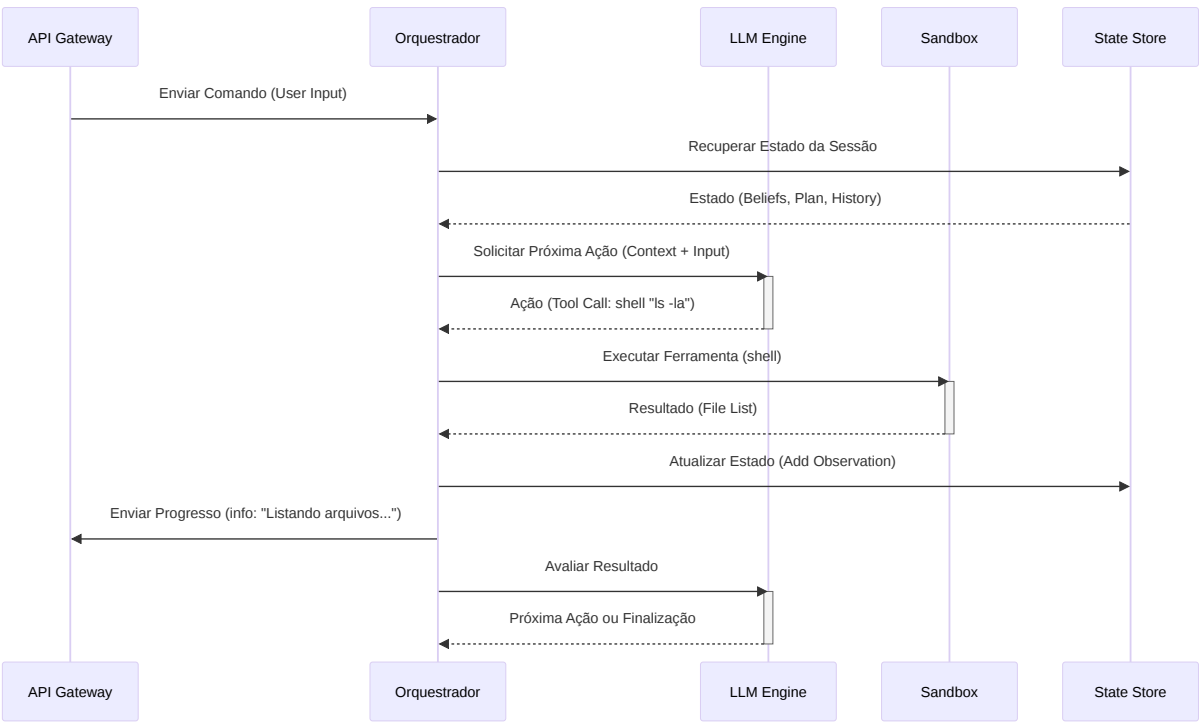 API Gateway
Orquestrador
LLM Engine
Sandbox
State Store
Enviar Comando (User Input)
Recuperar Estado da Sessão
Estado (Beliefs, Plan, History)
Solicitar Próxima Ação (Context + Input)
Ação (Tool Call: shell "ls -la")
Executar Ferramenta (shell)
Resultado (File List)
Atualizar Estado (Add Observation)
Enviar Progresso (info: "Listando arquivos...")
Avaliar Resultado
Próxima Ação ou Finalização
API Gateway
Orquestrador
LLM Engine
Sandbox
State Store